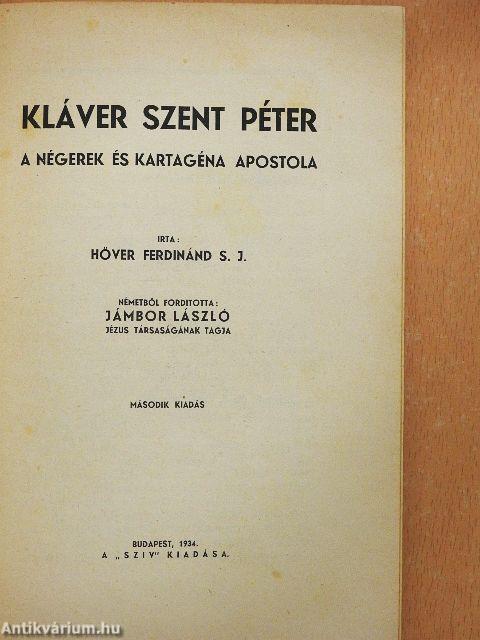 KLÁVER SZENT PÉTER
A NÉGEREK ÉS KARTAGÉNA APOSTOLA
IRTA:
HÖVER FERDINÁND S. J.
NÉMETBŐL FORDITOTTA:
JÁMBOR LÁSZLÓ
JÉZUS TÁRSASÁGÁNAK TAGJA
MÁSODIK KIADÁS
BUDAPEST, 1934.
A „SZIV" KIADÁSA.
Antikvárium.hu